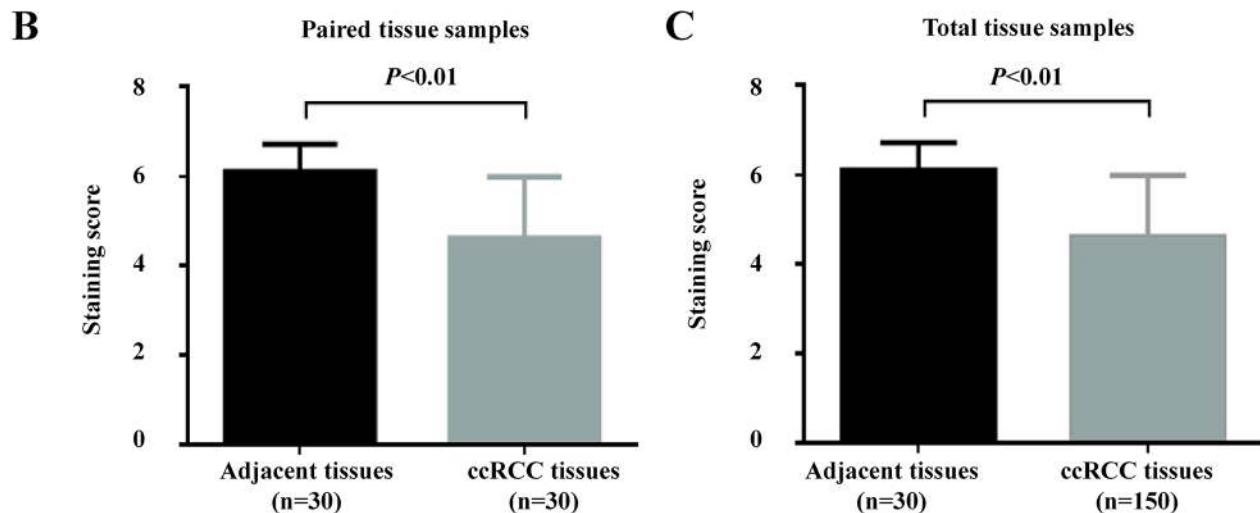 B
Paired tissue samples
P<0.01
Staining score
8
6
4
2
0
Adjacent tissues
(n=30)
ccRCC tissues
(n=30)
C
Total tissue samples
P<0.01
Staining score
8
6
4
2
0
Adjacent tissues
(n=30)
ccRCC tissues
(n=150)